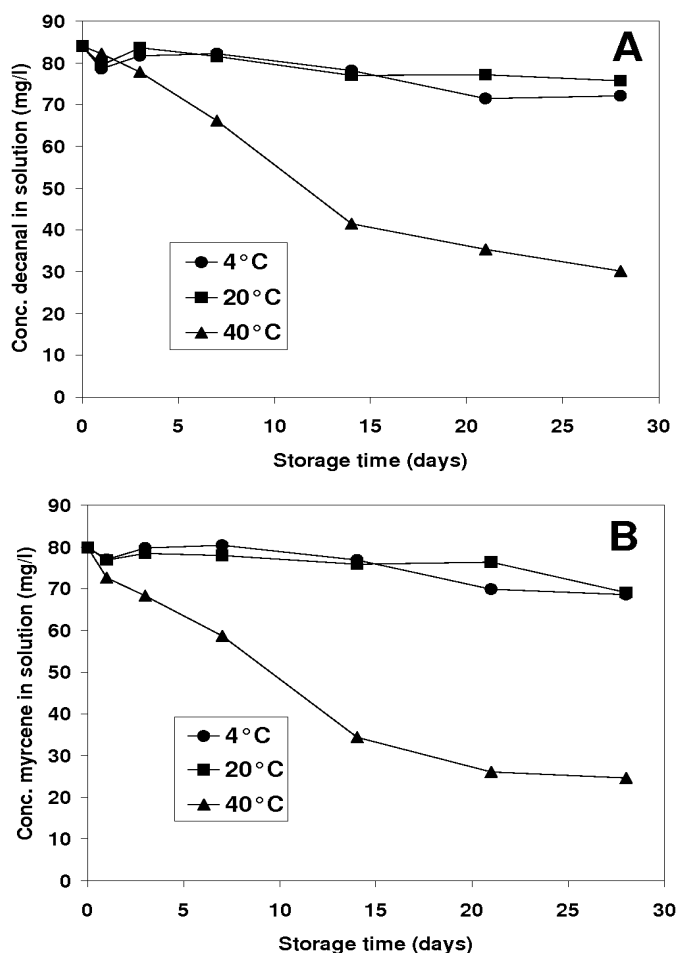 A
Conc. decanal in solution (mg/l)
90
80
70
60
50
40
30
20
10
0
4°C
20°C
40°C
0 5 10 15 20 25 30
Storage time (days)
B
Conc. myrcene in solution (mg/l)
90
80
70
60
50
40
30
20
10
0
4°C
20°C
40°C
0 5 10 15 20 25 30
Storage time (days)